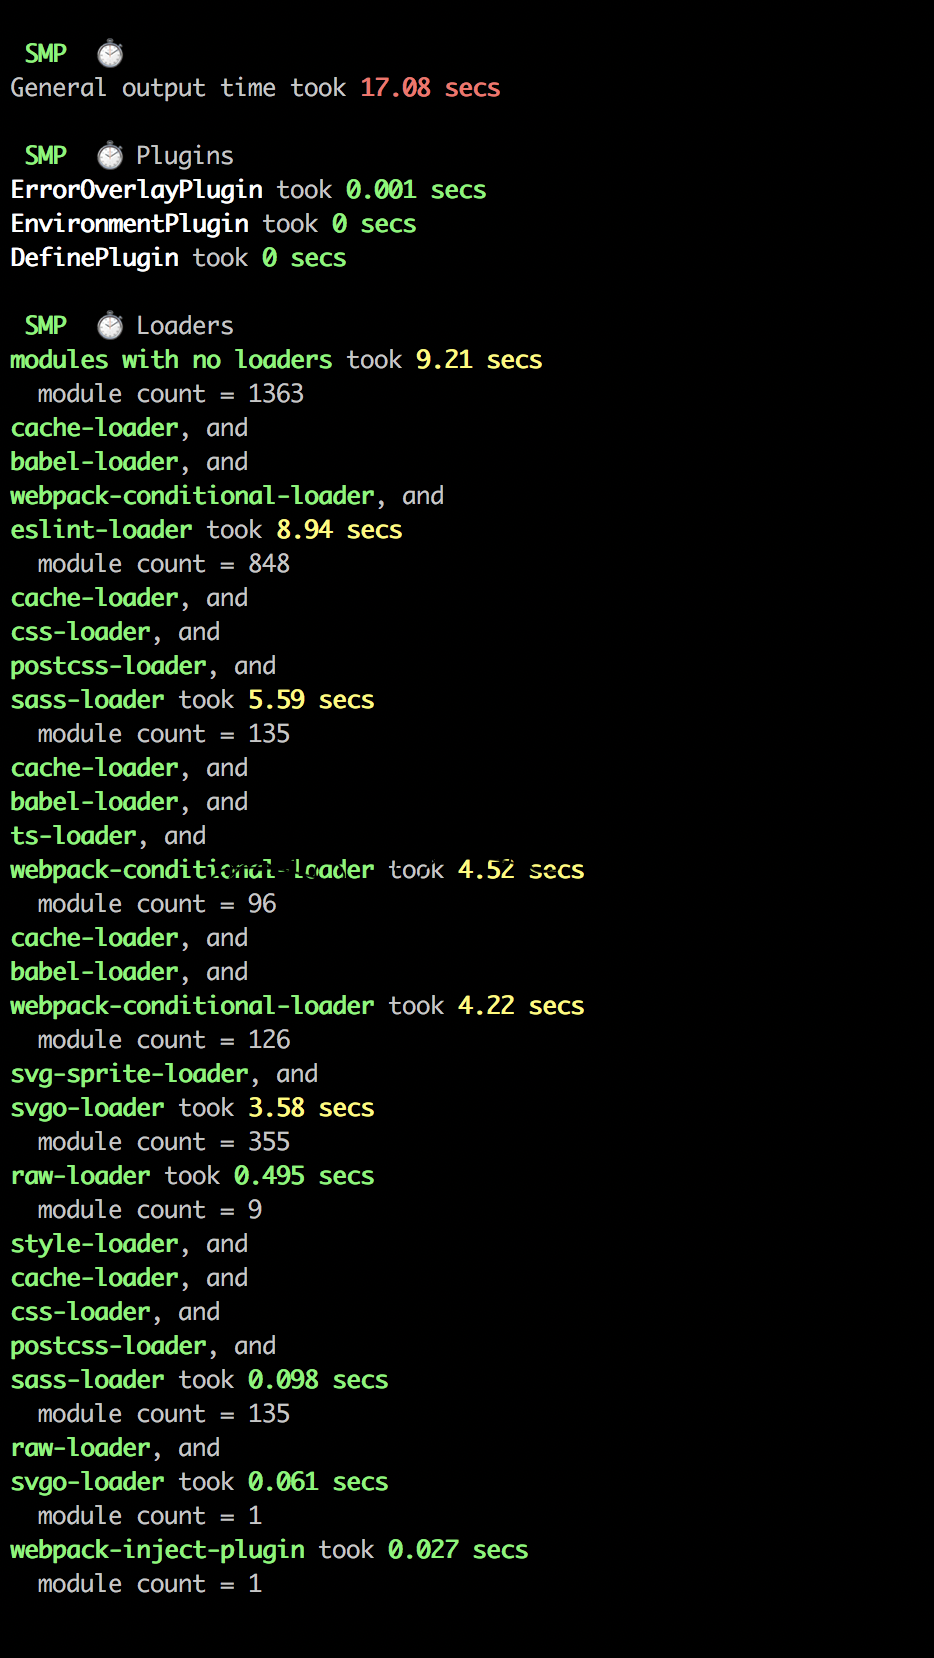 SMP ⏱
General output time took 17.08 secs
SMP ⏱ Plugins
ErrorOverlayPlugin took 0.001 secs
EnvironmentPlugin took 0 secs
DefinePlugin took 0 secs
SMP ⏱ Loaders
modules with no loaders took 9.21 secs
module count = 1363
cache-loader, and
babel-loader, and
webpack-conditional-loader, and
eslint-loader took 8.94 secs
module count = 848
cache-loader, and
css-loader, and
postcss-loader, and
sass-loader took 5.59 secs
module count = 135
cache-loader, and
babel-loader, and
ts-loader, and
webpack-conditional-loader took 4.52 secs
module count = 96
cache-loader, and
babel-loader, and
webpack-conditional-loader took 4.22 secs
module count = 126
svg-sprite-loader, and
svgo-loader took 3.58 secs
module count = 355
raw-loader took 0.495 secs
module count = 9
style-loader, and
cache-loader, and
css-loader, and
postcss-loader, and
sass-loader took 0.098 secs
module count = 135
raw-loader, and
svgo-loader took 0.061 secs
module count = 1
webpack-inject-plugin took 0.027 secs
module count = 1